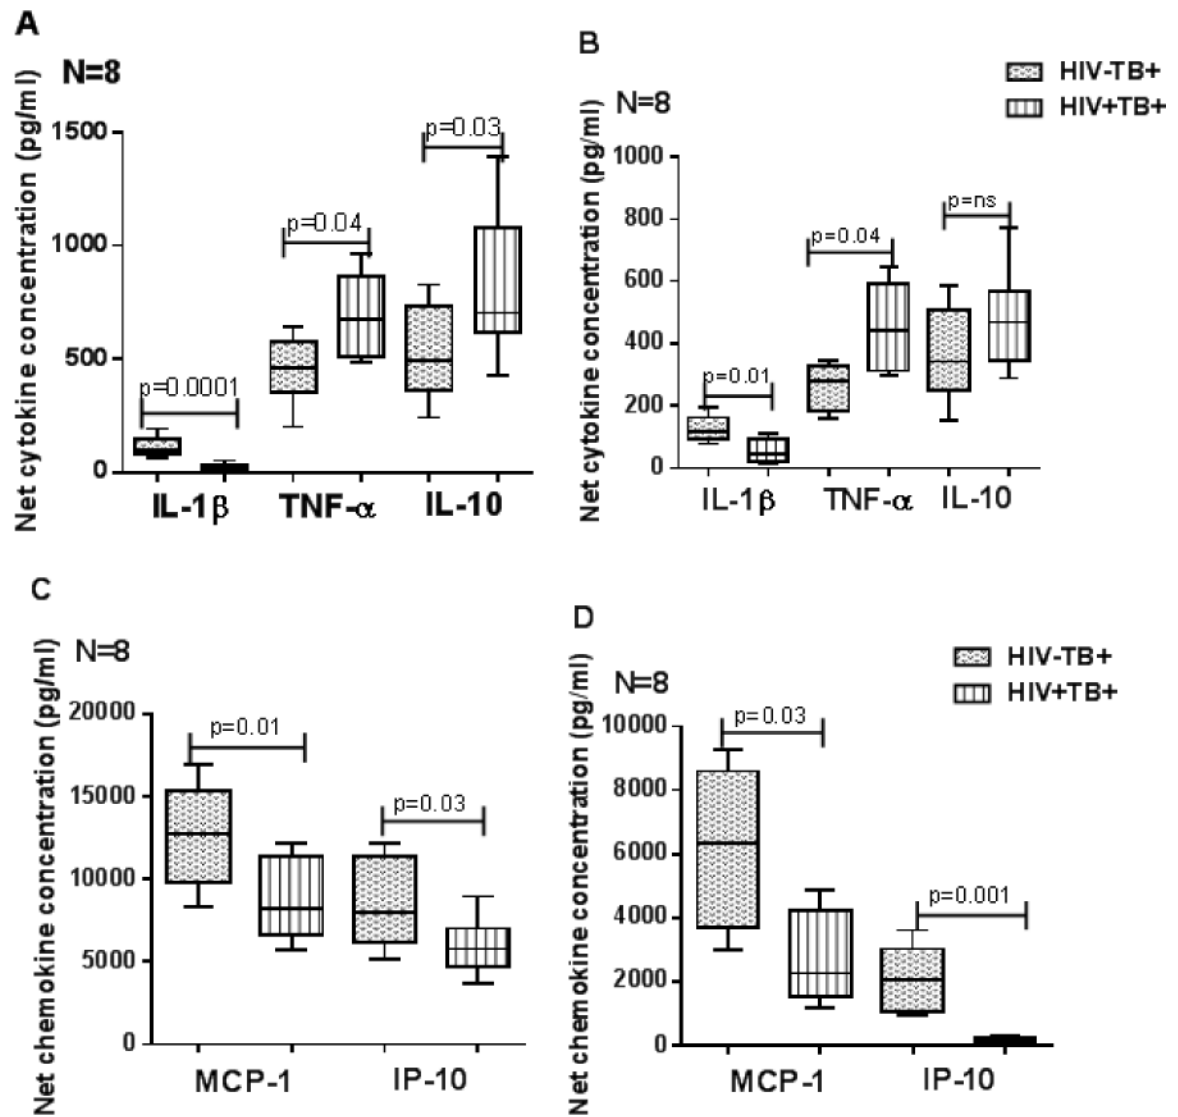 A
N=8
Net cytokine concentration (pg/ml)
1500
1000
500
0
p=0.0001
p=0.04
p=0.03
IL-1β
TNF-α
IL-10
B
N=8
HIV-TB+
HIV+TB+
Net cytokine concentration (pg/ml)
1000
800
600
400
200
0
p=0.01
p=0.04
p=ns
IL-1β
TNF-α
IL-10
C
N=8
Net chemokine concentration (pg/ml)
20000
15000
10000
5000
0
p=0.01
p=0.03
MCP-1
IP-10
D
N=8
HIV-TB+
HIV+TB+
Net chemokine concentration (pg/ml)
10000
8000
6000
4000
2000
0
p=0.03
p=0.001
MCP-1
IP-10